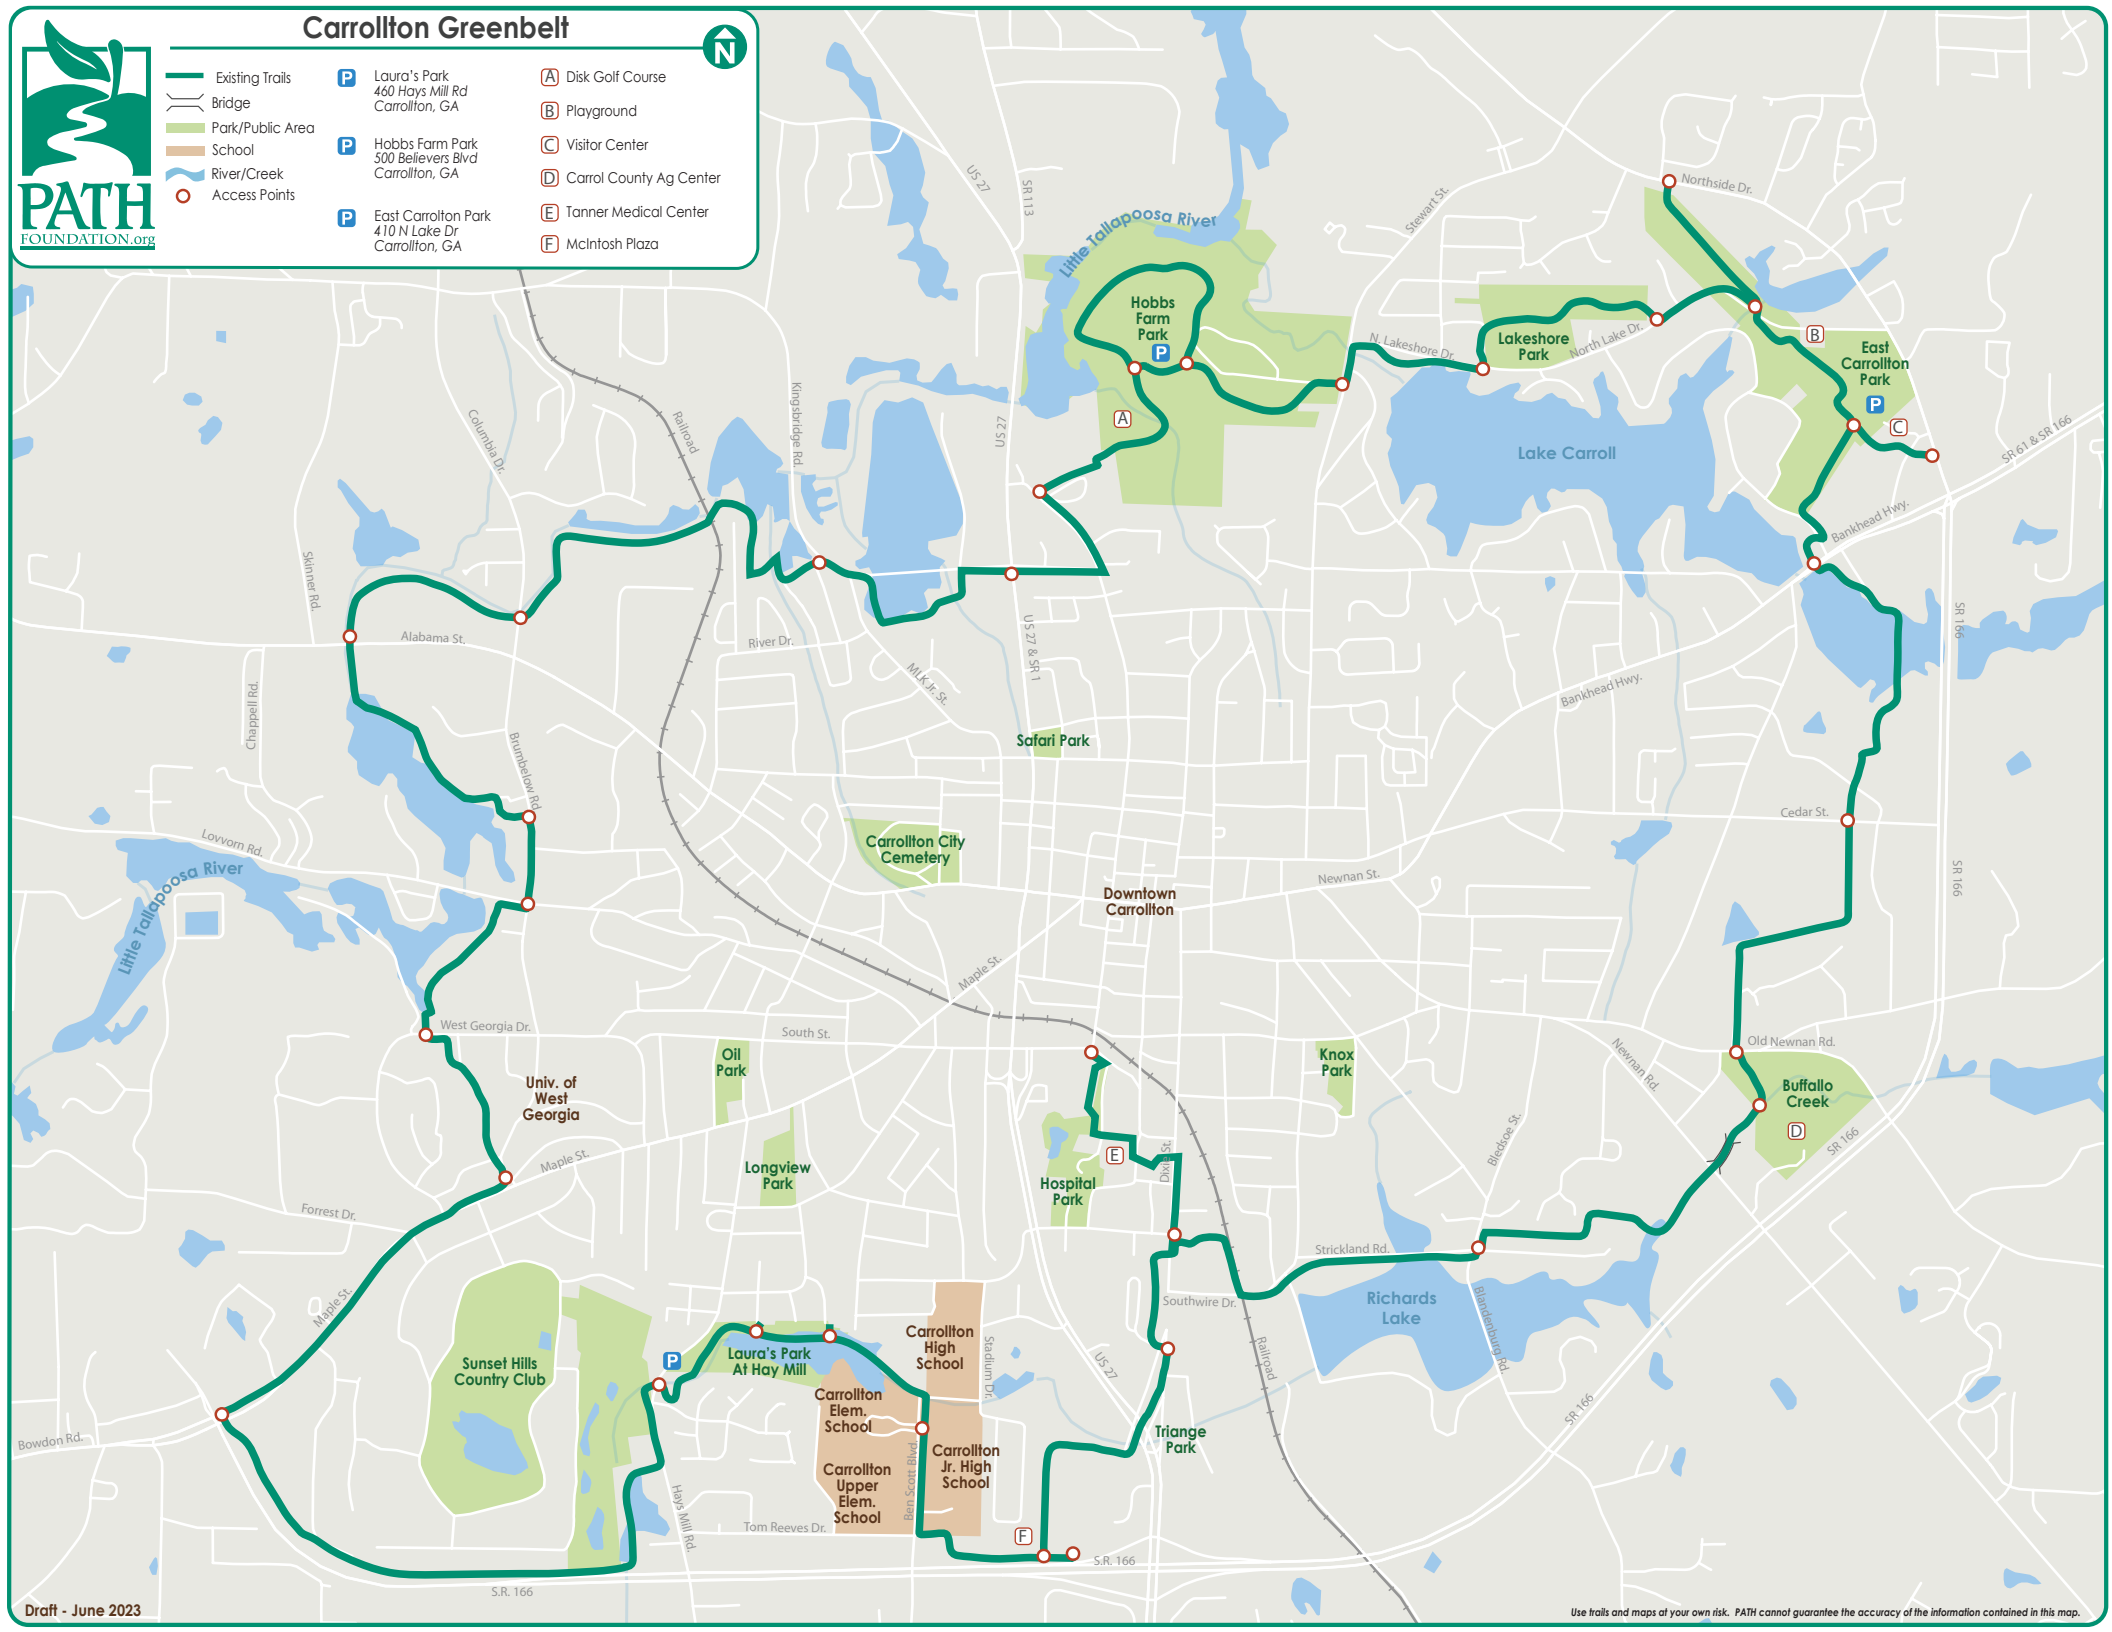 Carrollton Greenbelt
N
PATH
FOUNDATION.org
Existing Trails
Bridge
Park/Public Area
School
River/Creek
Access Points
P
Laura's Park
460 Hays Mill Rd
Carrollton, GA
P
Hobbs Farm Park
500 Believers Blvd
Carrollton, GA
P
East Carrolton Park
410 N Lake Dr
Carrollton, GA
A Disk Golf Course
B Playground
C Visitor Center
D Carrol County Ag Center
E Tanner Medical Center
F McIntosh Plaza
US 27
SR 113
Little Tallapoosa River
Stewart St.
Northside Dr.
Hobbs
Farm
Park
P
A
N. Lakeshore Dr.
Lakeshore
Park
North Lake Dr.
B
East
Carrollton
Park
P
C
SR 61 & SR 166
Bankhead Hwy.
Lake Carroll
Kingsbridge Rd.
Columbia Dr.
Railroad
US 27
Skinner Rd.
Alabama St.
River Dr.
MLK Jr. St.
US 27 & SR 1
SR 166
Bankhead Hwy.
Chappell Rd.
Brumbelow Rd
Safari Park
Cedar St.
Lovvorn Rd.
Little Tallapoosa River
Carrollton City
Cemetery
Downtown
Carrollton
Newnan St.
SR 166
Maple St.
West Georgia Dr.
South St.
Oil
Park
Knox
Park
Newnan Rd.
Old Newnan Rd.
Buffallo
Creek
D
SR 166
Univ. of
West
Georgia
Maple St.
Longview
Park
E
Dixie St.
Hospital
Park
Bledsoe St.
Forrest Dr.
Strickland Rd.
Southwire Dr.
Richards
Lake
Blandenburg Rd.
Maple St.
Sunset Hills
Country Club
P
Laura's Park
At Hay Mill
Carrollton
High
School
Stadium Dr.
US 27
Railroad
Carrollton
Elem.
School
Triange
Park
SR 166
Bowdon Rd.
Carrollton
Jr. High
School
Carrollton
Upper
Elem.
School
Ben Scott Blvd.
Hays Mill Rd.
Tom Reeves Dr.
F
S.R. 166
S.R. 166
Draft - June 2023
Use trails and maps at your own risk. PATH cannot guarantee the accuracy of the information contained in this map.